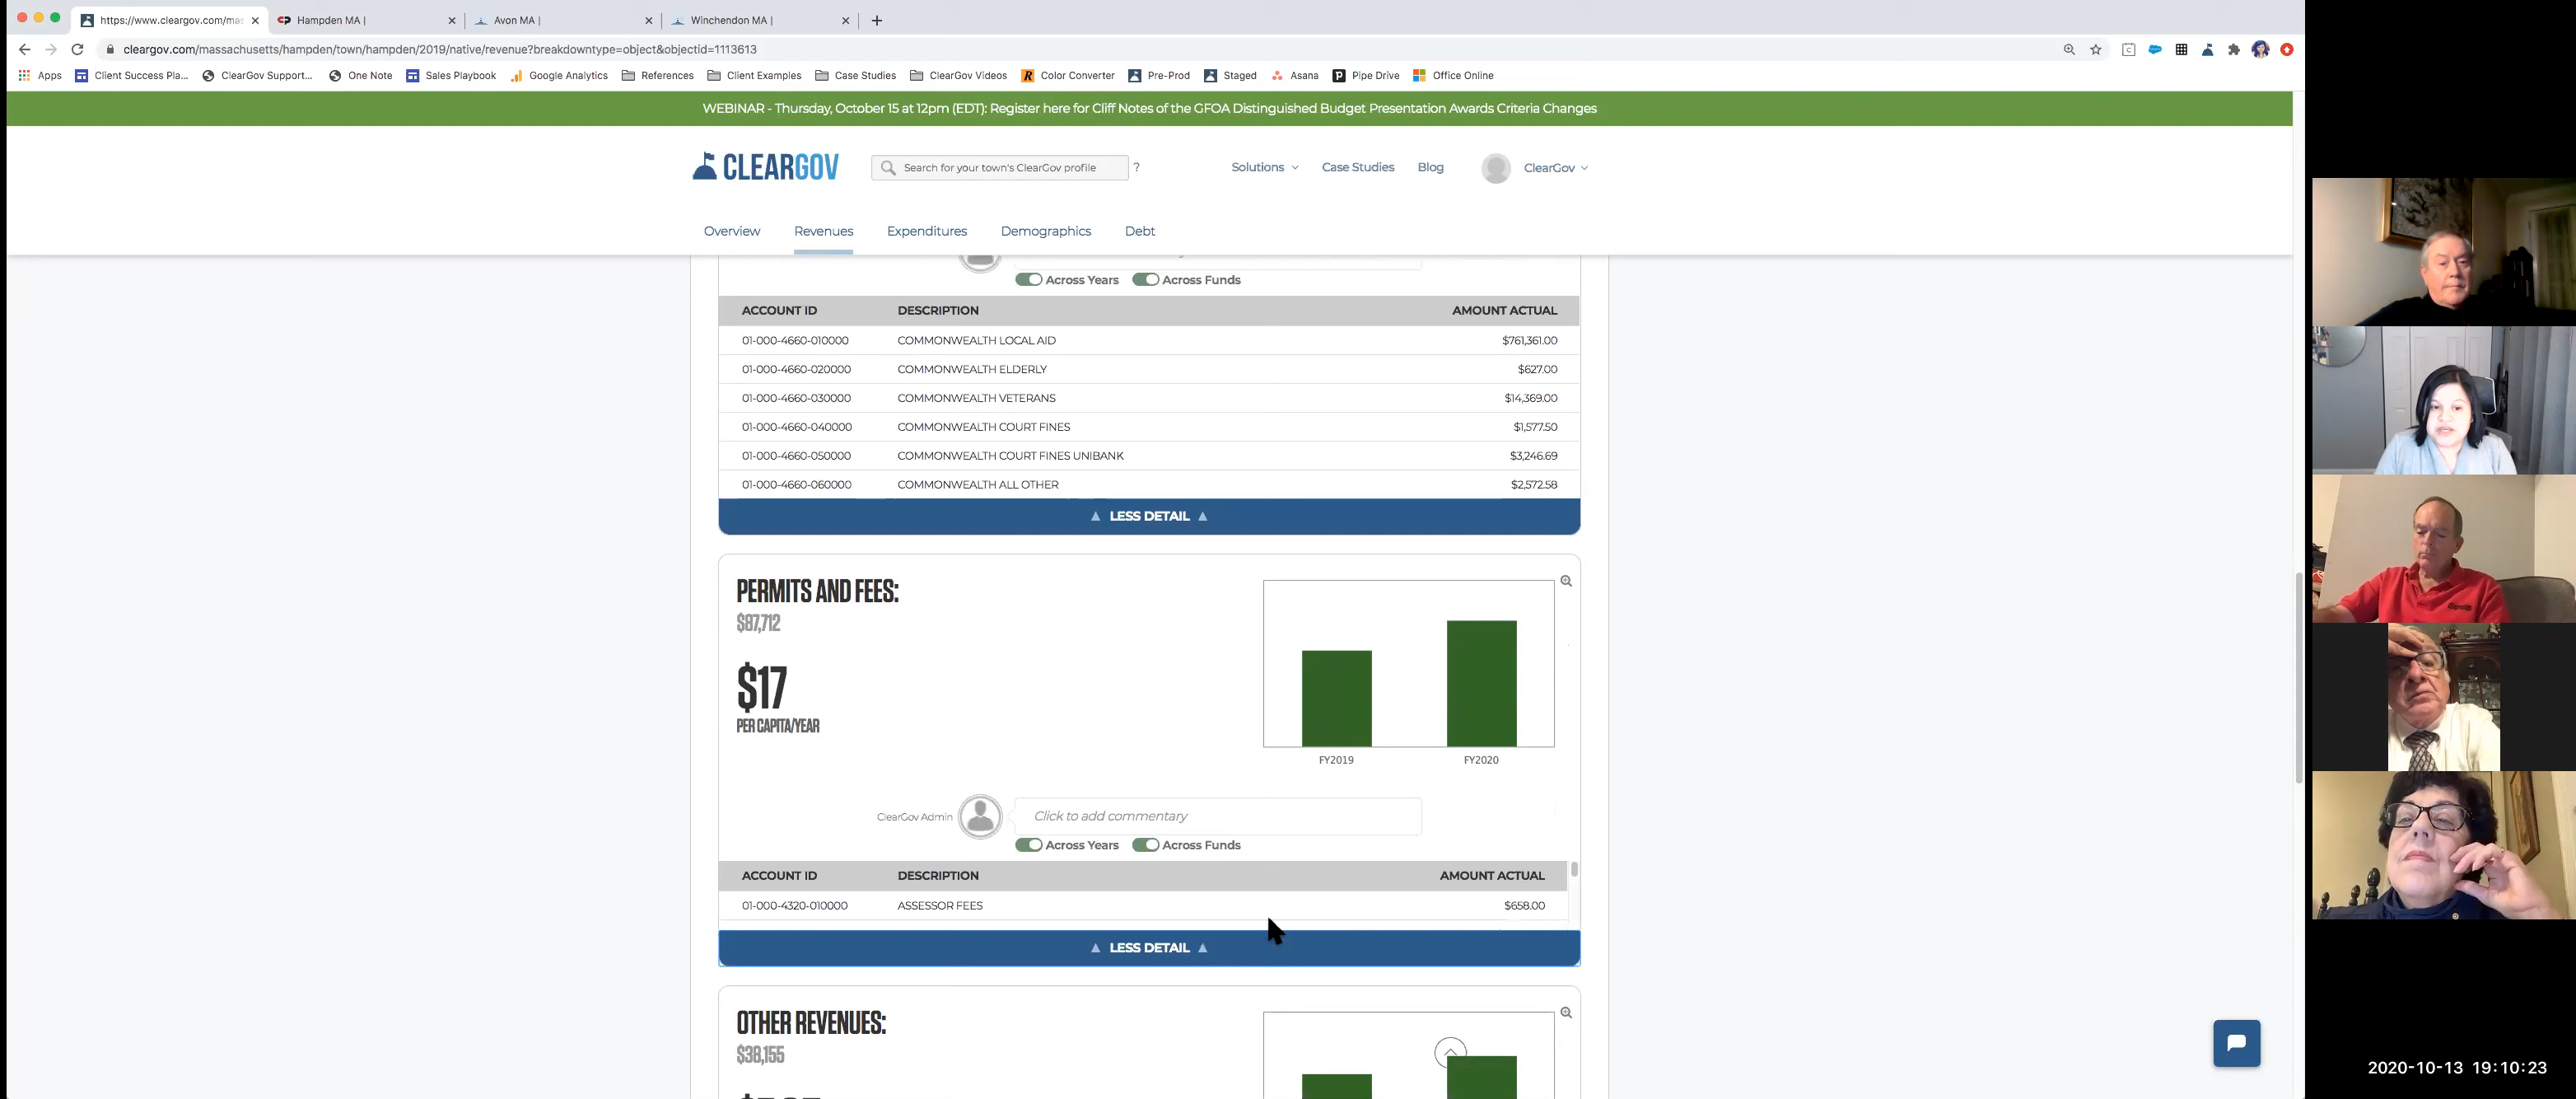 https://www.cleargov.com/mas
Hampden MA |
Avon MA |
Winchendon MA |
cleargov.com/massachusetts/hampden/town/hampden/2019/native/revenue?breakdowntype=object&objectid=1113613
Apps
Client Success Pla...
ClearGov Support...
One Note
Sales Playbook
Google Analytics
References
Client Examples
Case Studies
ClearGov Videos
Color Converter
Pre-Prod
Staged
Asana
Pipe Drive
Office Online
WEBINAR - Thursday, October 15 at 12pm (EDT): Register here for Cliff Notes of the GFOA Distinguished Budget Presentation Awards Criteria Changes
CLEARGOV
Search for your town's ClearGov profile
?
Solutions
Case Studies
Blog
ClearGov
Overview
Revenues
Expenditures
Demographics
Debt
Across Years
Across Funds
ACCOUNT ID DESCRIPTION AMOUNT ACTUAL
01-000-4660-010000 COMMONWEALTH LOCAL AID $761,361.00
01-000-4660-020000 COMMONWEALTH ELDERLY $627.00
01-000-4660-030000 COMMONWEALTH VETERANS $14,369.00
01-000-4660-040000 COMMONWEALTH COURT FINES $1,577.50
01-000-4660-050000 COMMONWEALTH COURT FINES UNIBANK $3,246.69
01-000-4660-060000 COMMONWEALTH ALL OTHER $2,572.58
LESS DETAIL
PERMITS AND FEES:
$87,712
$17
PER CAPITA/YEAR
FY2019
FY2020
ClearGov Admin
Click to add commentary
Across Years
Across Funds
ACCOUNT ID DESCRIPTION AMOUNT ACTUAL
01-000-4320-010000 ASSESSOR FEES $658.00
LESS DETAIL
OTHER REVENUES:
$38,155
2020-10-13 19:10:23